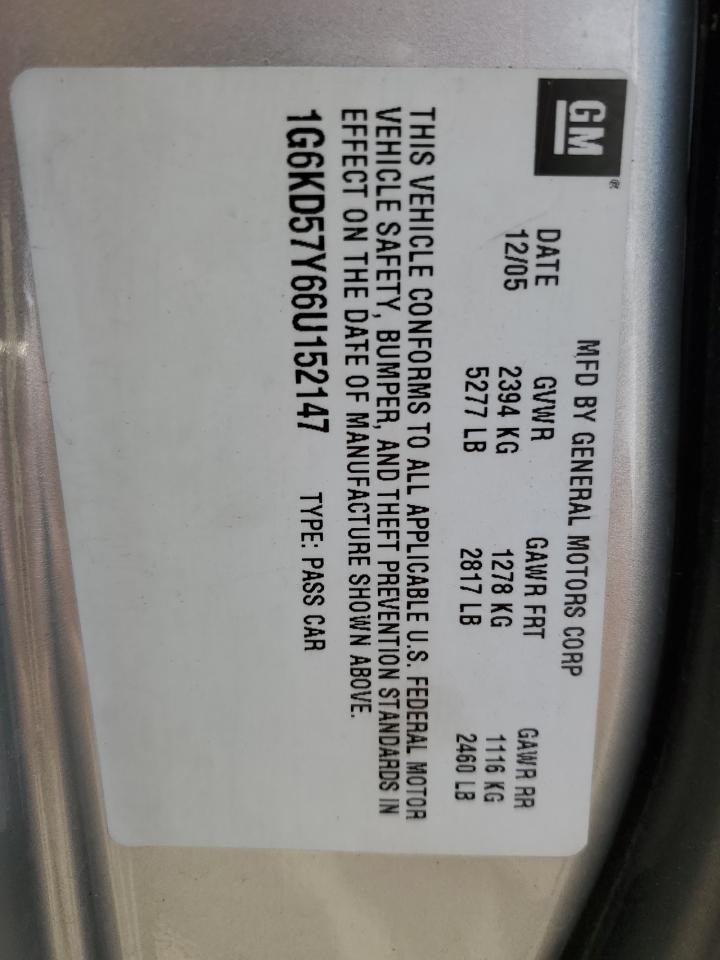 GM®
MFD BY GENERAL MOTORS CORP
DATE GVWR GAWR FRT GAWR RR
12/05 2394 KG 1278 KG 1116 KG
5277 LB 2817 LB 2460 LB
THIS VEHICLE CONFORMS TO ALL APPLICABLE U.S. FEDERAL MOTOR
VEHICLE SAFETY, BUMPER, AND THEFT PREVENTION STANDARDS IN
EFFECT ON THE DATE OF MANUFACTURE SHOWN ABOVE.
1G6KD57Y66U152147 TYPE: PASS CAR